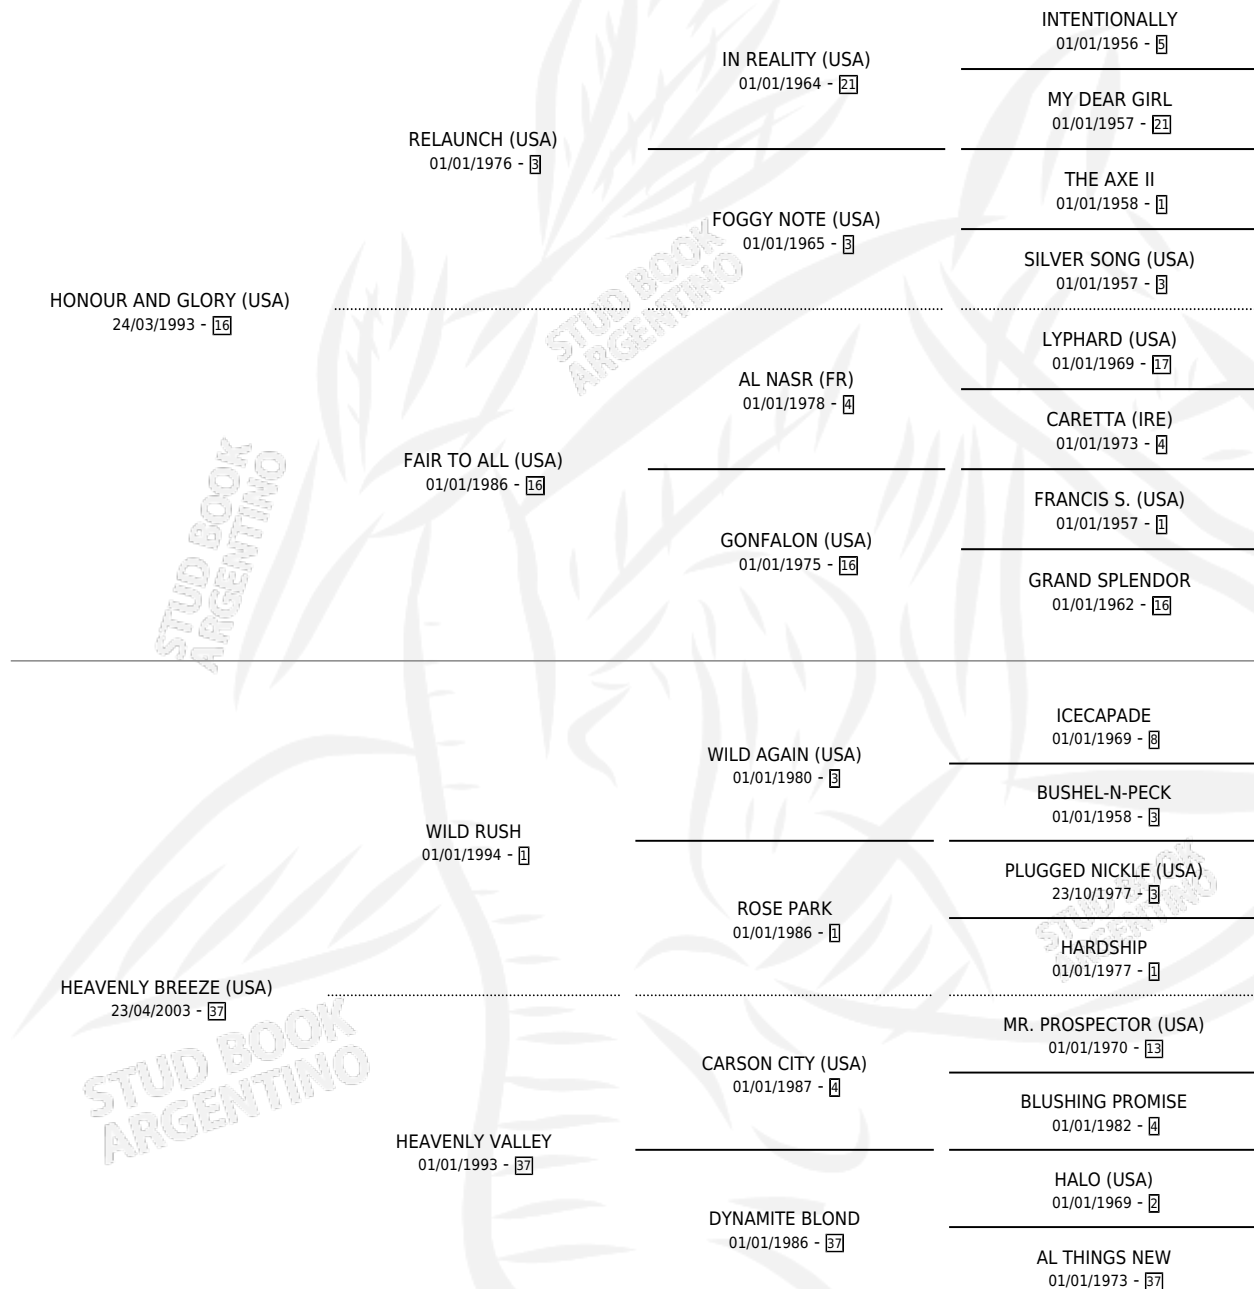 INTENTIONALLY
01/01/1956 - 5
IN REALITY (USA)
01/01/1964 - 21
MY DEAR GIRL
01/01/1957 - 21
RELAUNCH (USA)
01/01/1976 - 3
THE AXE II
01/01/1958 - 1
FOGGY NOTE (USA)
01/01/1965 - 3
SILVER SONG (USA)
01/01/1957 - 3
HONOUR AND GLORY (USA)
24/03/1993 - 16
LYPHARD (USA)
01/01/1969 - 17
AL NASR (FR)
01/01/1978 - 4
CARETTA (IRE)
01/01/1973 - 4
FAIR TO ALL (USA)
01/01/1986 - 16
FRANCIS S. (USA)
01/01/1957 - 1
GONFALON (USA)
01/01/1975 - 16
GRAND SPLENDOR
01/01/1962 - 16
ICECAPADE
01/01/1969 - 8
WILD AGAIN (USA)
01/01/1980 - 3
BUSHEL-N-PECK
01/01/1958 - 3
WILD RUSH
01/01/1994 - 1
PLUGGED NICKLE (USA)
23/10/1977 - 3
ROSE PARK
01/01/1986 - 1
HARDSHIP
01/01/1977 - 1
HEAVENLY BREEZE (USA)
23/04/2003 - 37
MR. PROSPECTOR (USA)
01/01/1970 - 13
CARSON CITY (USA)
01/01/1987 - 4
BLUSHING PROMISE
01/01/1982 - 4
HEAVENLY VALLEY
01/01/1993 - 37
HALO (USA)
01/01/1969 - 2
DYNAMITE BLOND
01/01/1986 - 37
AL THINGS NEW
01/01/1973 - 37
STUD BOOK
ARGENTINO
STUD BOOK
ARGENTINO
STUD BOOK
ARGENTINO
STUD BOOK
ARGENTINO